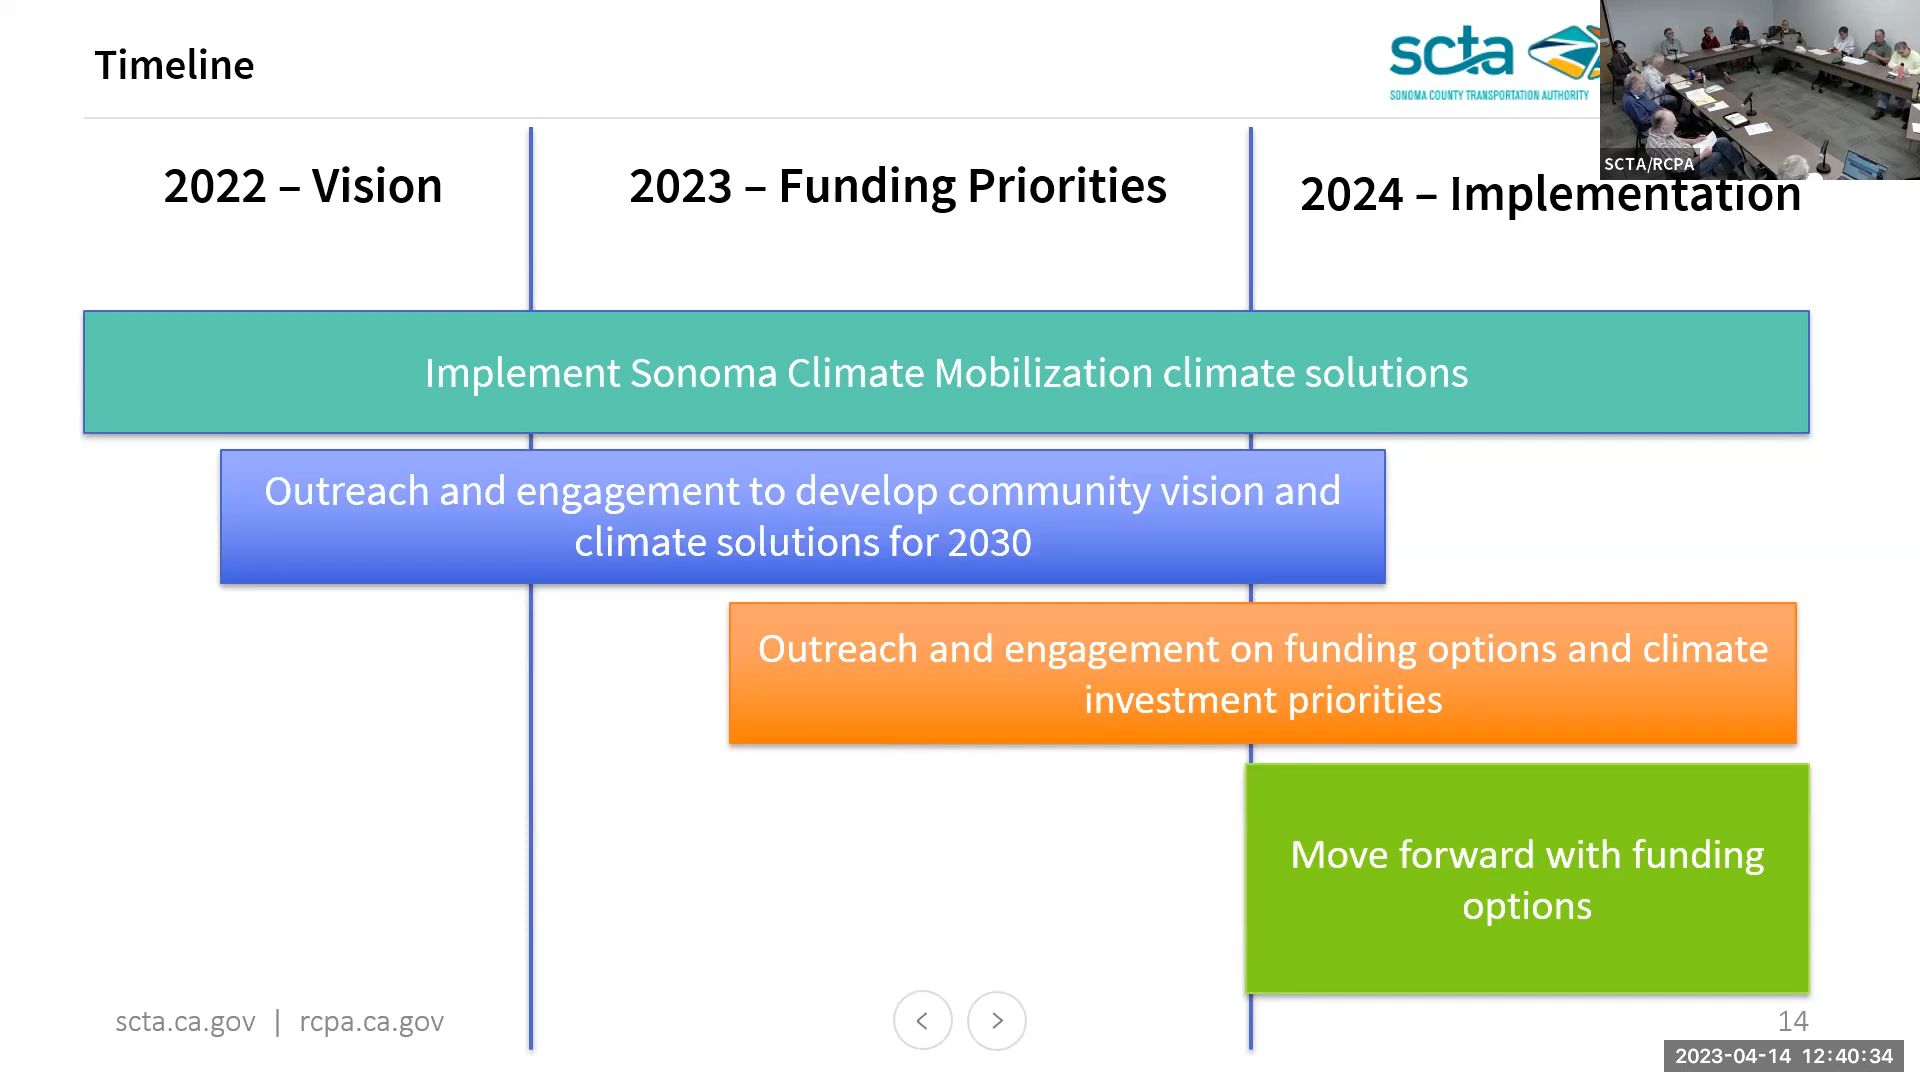 Timeline
scta
SONOMA COUNTY TRANSPORTATION AUTHORITY
SCTA/RCPA
2022 – Vision
2023 – Funding Priorities
2024 – Implementation
Implement Sonoma Climate Mobilization climate solutions
Outreach and engagement to develop community vision and
climate solutions for 2030
Outreach and engagement on funding options and climate
investment priorities
Move forward with funding
options
scta.ca.gov | rcpa.ca.gov
14
2023-04-14 12:40:34